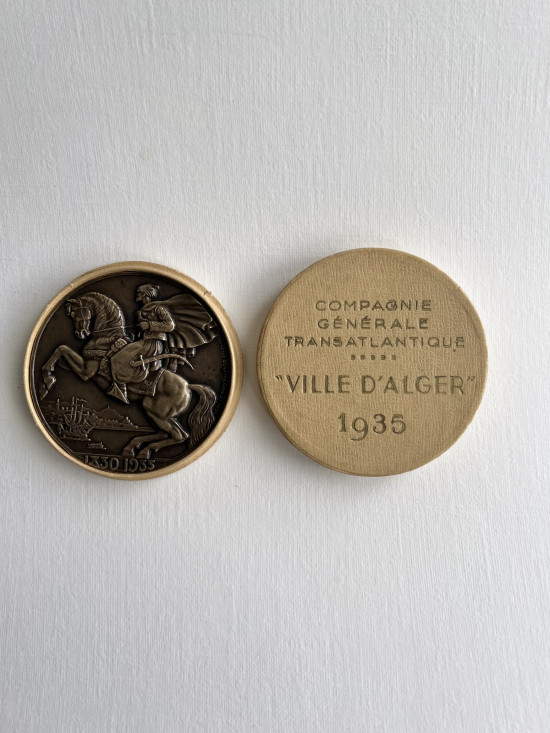 1830 1935
COMPAGNIE
GÉNÉRALE
TRANSATLANTIQUE
"VILLE D'ALGER"
1935